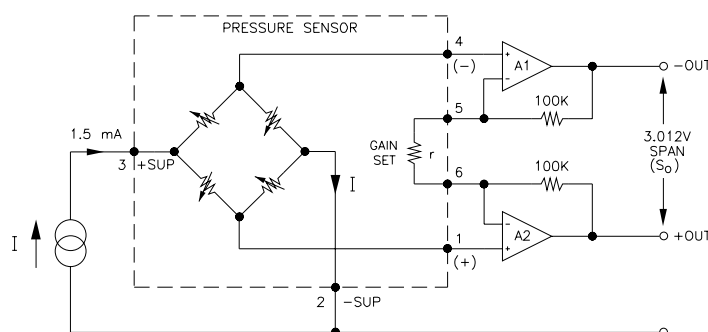 PRESSURE SENSOR
4
(-)
A1
-OUT
+
-
5
100K
1.5 mA
3 +SUP
GAIN
SET
r
3.012V
SPAN
(So)
I
6
100K
I
-
A2
+
1
(+)
+OUT
2 -SUP